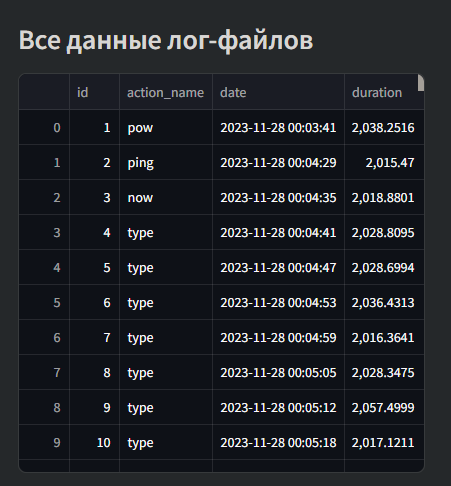 Все данные лог-файлов
id action_name date duration
0 1 pow 2023-11-28 00:03:41 2,038.2516
1 2 ping 2023-11-28 00:04:29 2,015.47
2 3 now 2023-11-28 00:04:35 2,018.8801
3 4 type 2023-11-28 00:04:41 2,028.8095
4 5 type 2023-11-28 00:04:47 2,028.6994
5 6 type 2023-11-28 00:04:53 2,036.4313
6 7 type 2023-11-28 00:04:59 2,016.3641
7 8 type 2023-11-28 00:05:05 2,028.3475
8 9 type 2023-11-28 00:05:12 2,057.4999
9 10 type 2023-11-28 00:05:18 2,017.1211